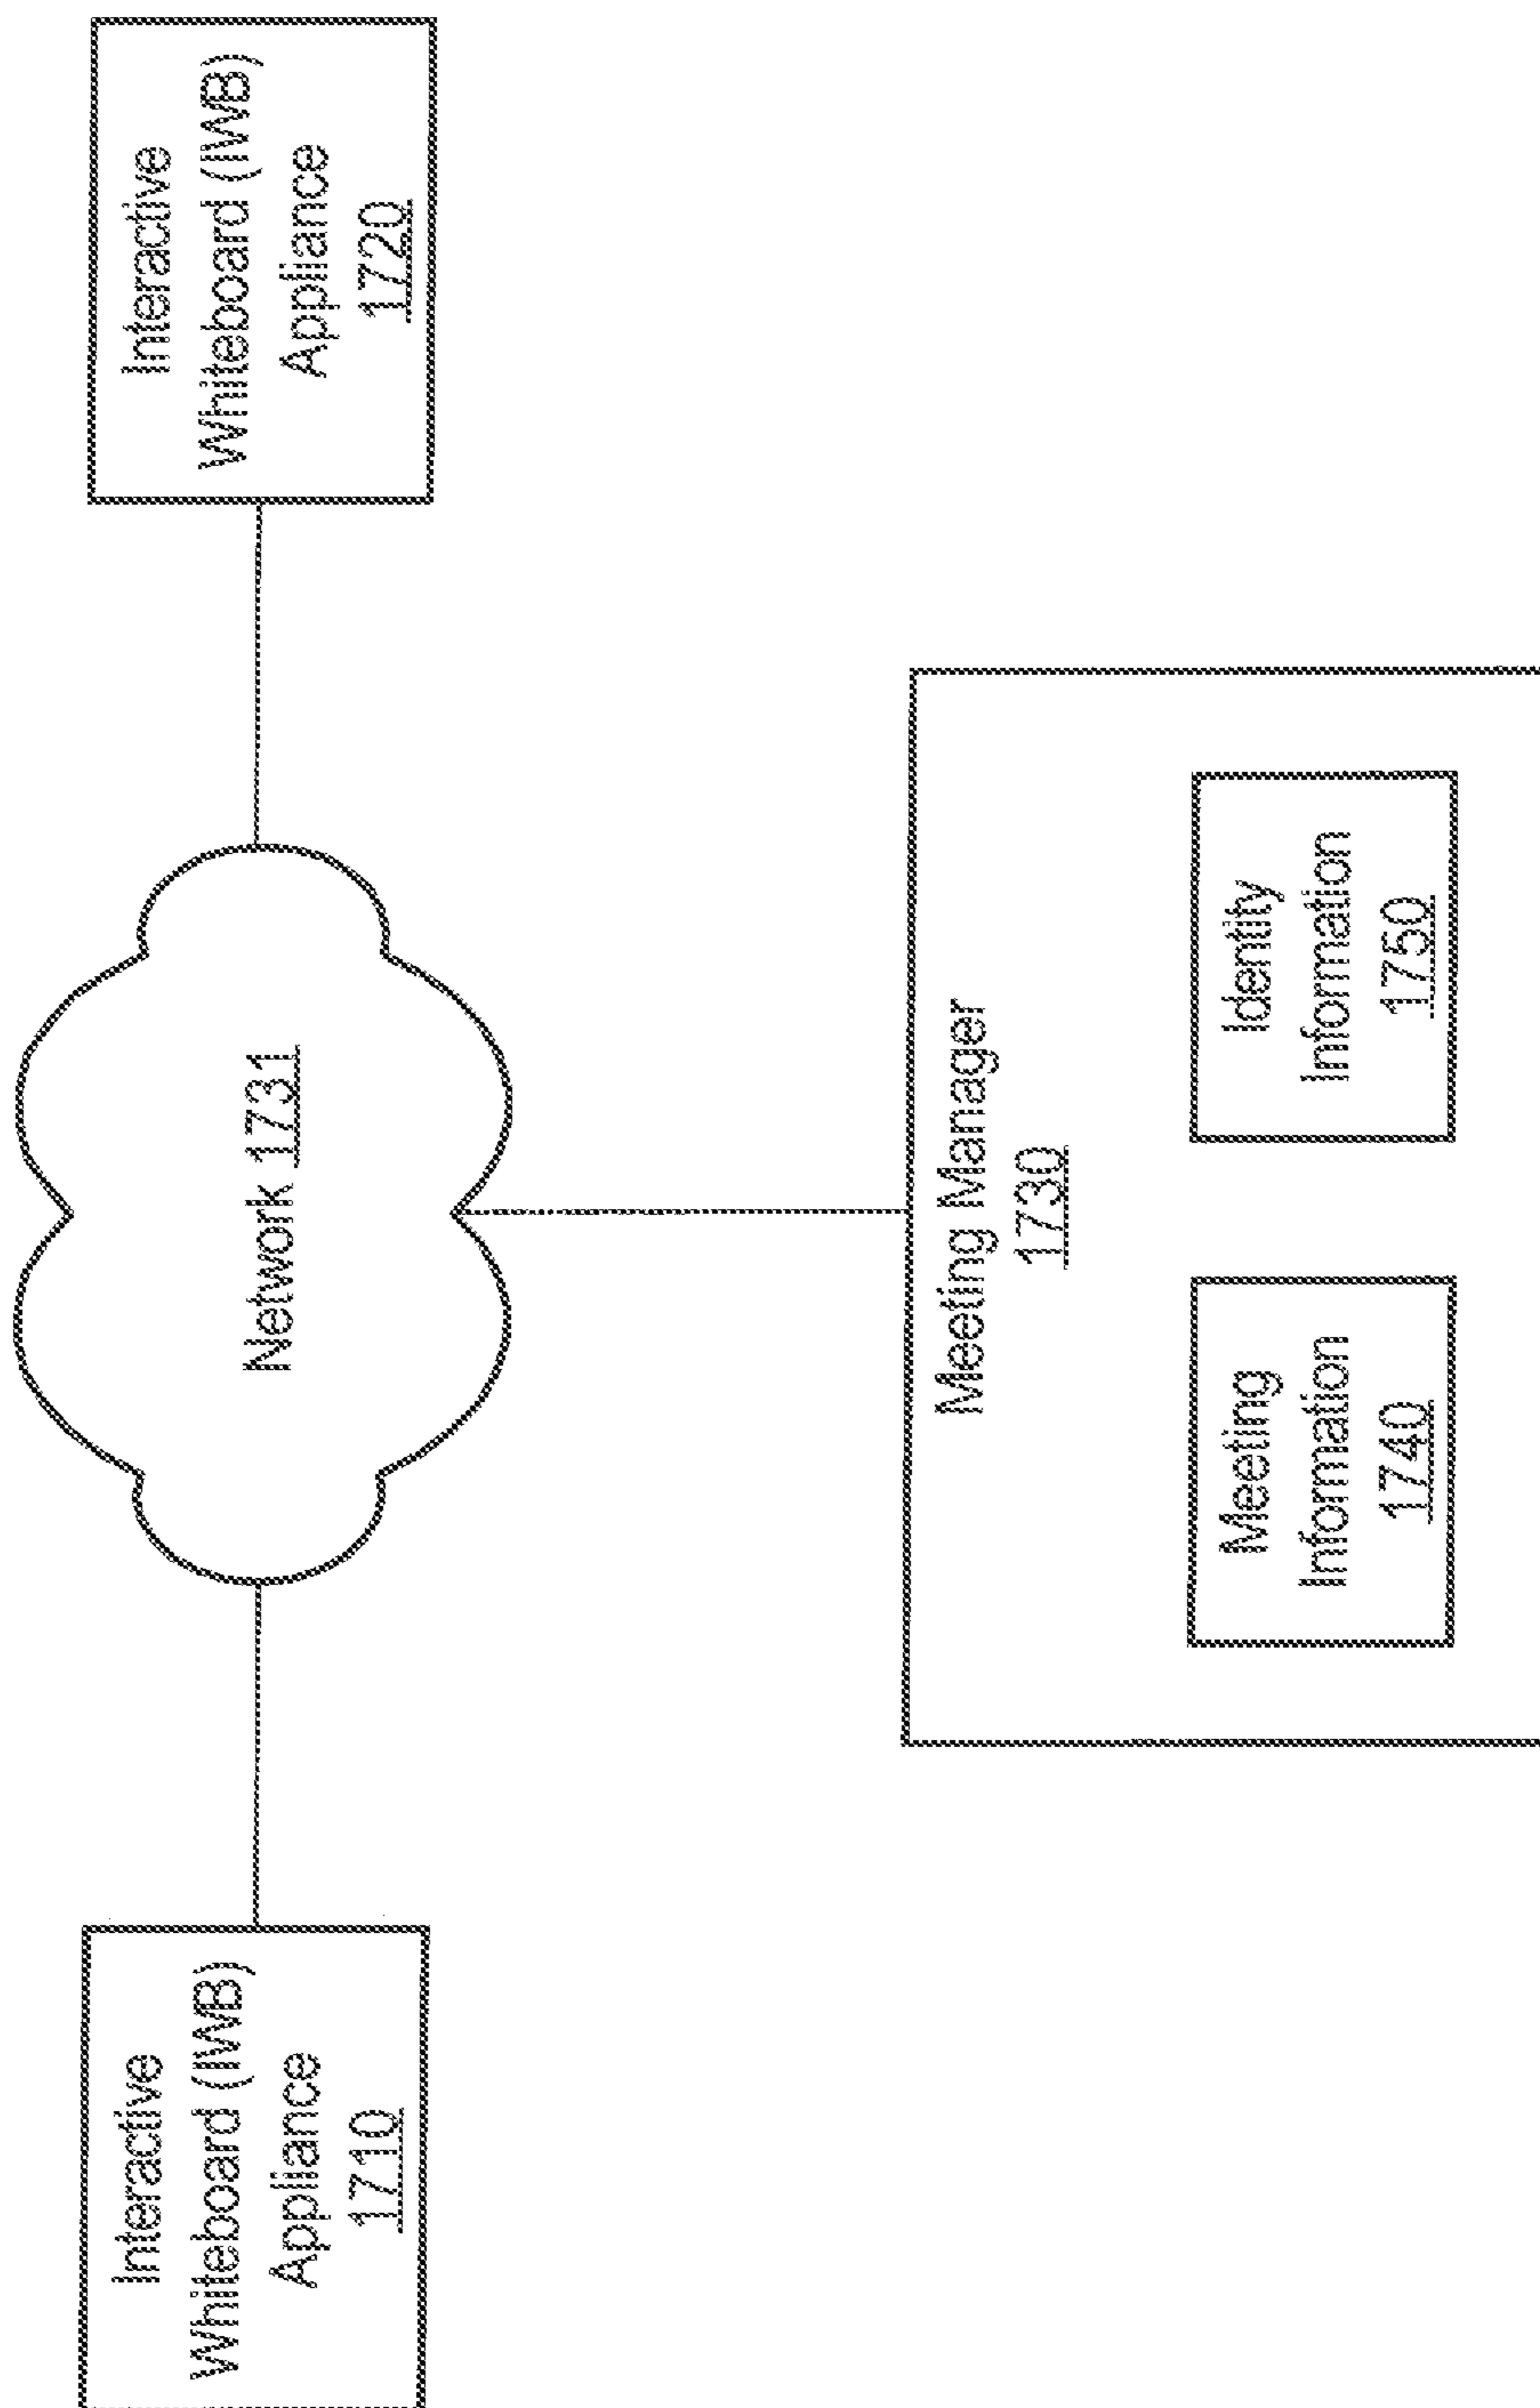 Interactive
Whiteboard (IWB)
Appliance
1710
Network 1731
Interactive
Whiteboard (IWB)
Appliance
1720
Meeting Manager
1730
Meeting
Information
1740
Identity
Information
1750